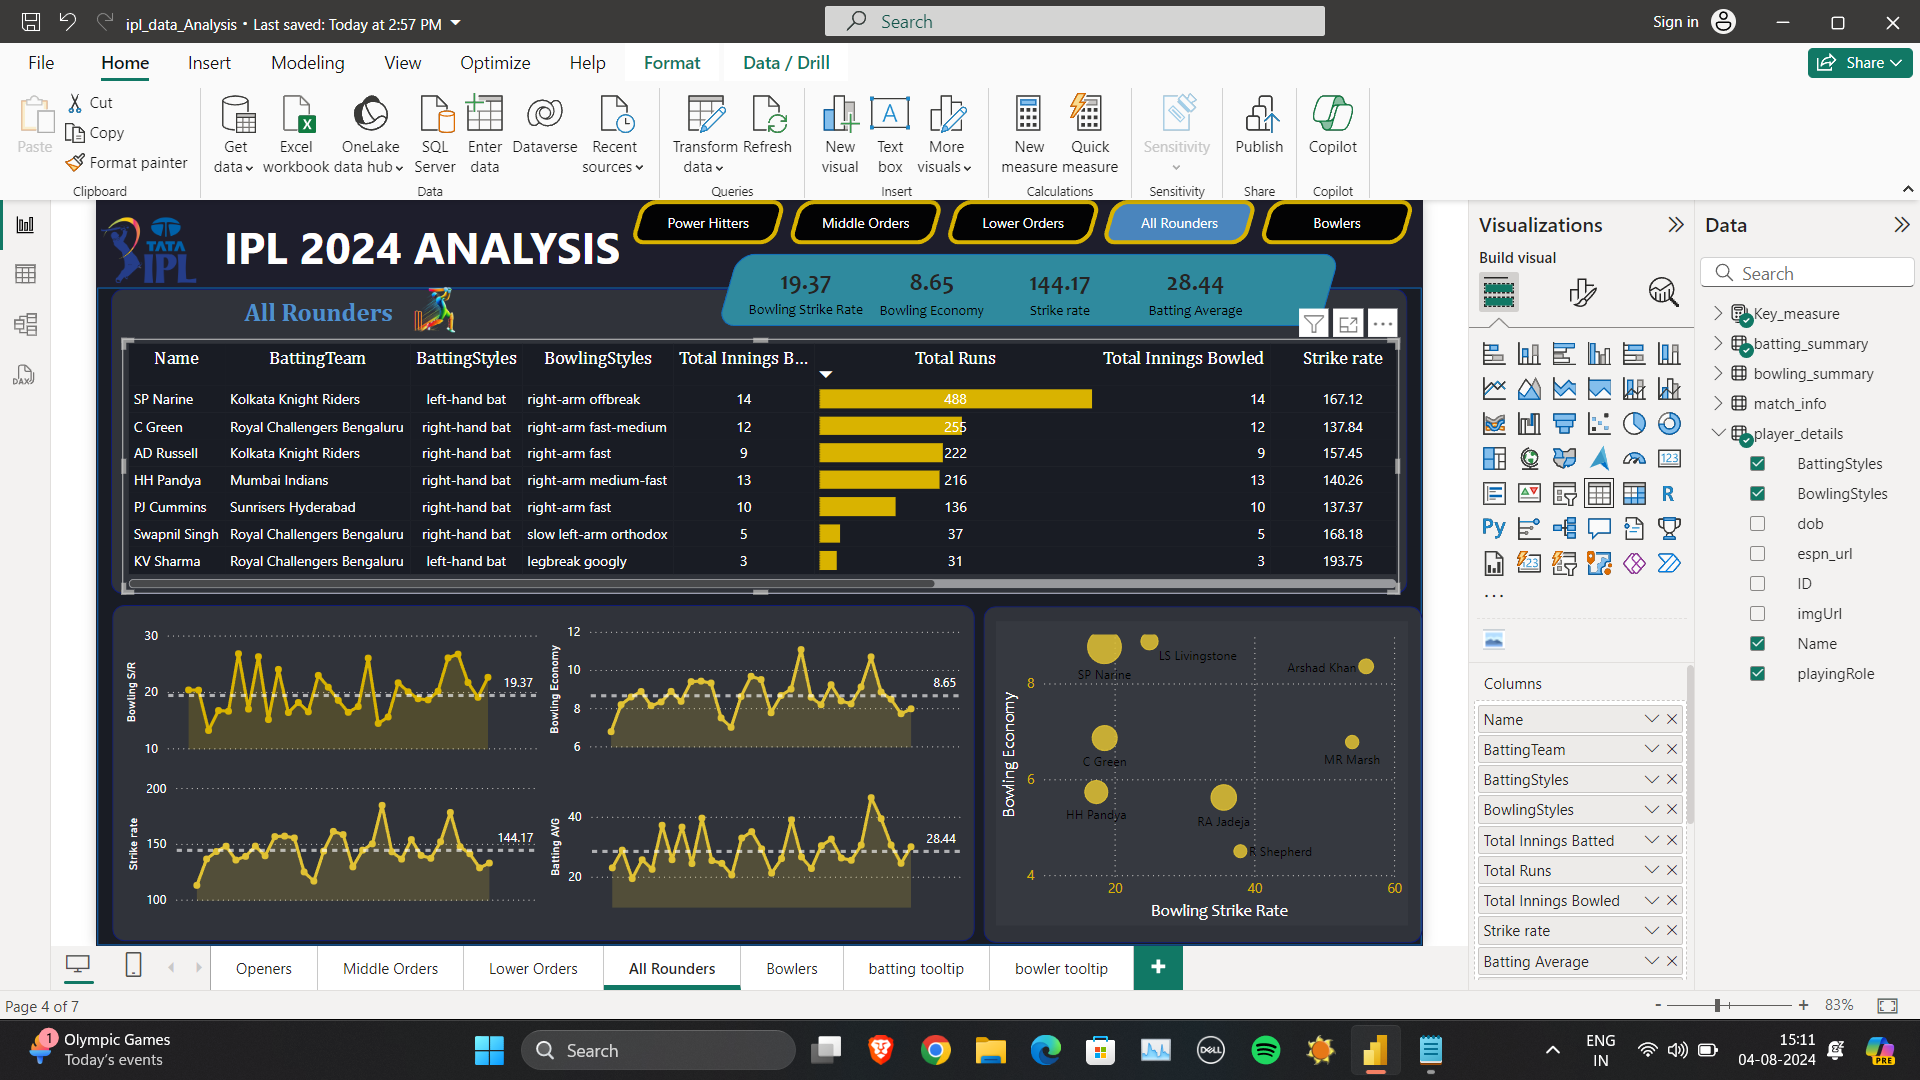 ipl_data_Analysis • Last saved: Today at 2:57 PM
Search
Sign in
File Home Insert Modeling View Optimize Help Format Data / Drill
Share
Paste
Cut
Copy
Format painter
Clipboard
Get data
Excel workbook
OneLake data hub
SQL Server
Enter data
Dataverse
Recent sources
Data
Transform data
Refresh
Queries
New visual
Text box
More visuals
Insert
New measure
Quick measure
Calculations
Sensitivity
Sensitivity
Publish
Share
Copilot
Copilot
TATA
IPL
IPL 2024 ANALYSIS
Power Hitters
Middle Orders
Lower Orders
All Rounders
Bowlers
19.37
Bowling Strike Rate
8.65
Bowling Economy
144.17
Strike rate
28.44
Batting Average
All Rounders
Name BattingTeam BattingStyles BowlingStyles Total Innings B... Total Runs Total Innings Bowled Strike rate
SP Narine Kolkata Knight Riders left-hand bat right-arm offbreak 14 488 14 167.12
C Green Royal Challengers Bengaluru right-hand bat right-arm fast-medium 12 255 12 137.84
AD Russell Kolkata Knight Riders right-hand bat right-arm fast 9 222 9 157.45
HH Pandya Mumbai Indians right-hand bat right-arm medium-fast 13 216 13 140.26
PJ Cummins Sunrisers Hyderabad right-hand bat right-arm fast 10 136 10 137.37
Swapnil Singh Royal Challengers Bengaluru right-hand bat slow left-arm orthodox 5 37 5 168.18
KV Sharma Royal Challengers Bengaluru left-hand bat legbreak googly 3 31 3 193.75
Bowling S/R
30
20
10
19.37
Bowling Economy
12
10
8
6
8.65
Strike rate
200
150
100
144.17
Batting AVG
40
20
28.44
Bowling Economy
8
6
4
SP Narine
LS Livingstone
Arshad Khan
C Green
MR Marsh
HH Pandya
RA Jadeja
R Shepherd
20 40 60
Bowling Strike Rate
Visualizations
Build visual
123
R
Py
123
...
Columns
Name
BattingTeam
BattingStyles
BowlingStyles
Total Innings Batted
Total Runs
Total Innings Bowled
Strike rate
Batting Average
Data
Search
Key_measure
batting_summary
bowling_summary
match_info
player_details
BattingStyles
BowlingStyles
dob
espn_url
ID
imgUrl
Name
playingRole
DAX
Openers Middle Orders Lower Orders All Rounders Bowlers batting tooltip bowler tooltip +
Page 4 of 7
- + 83%
1
Olympic Games
Today's events
Search
DELL
ENG
IN
15:11
04-08-2024
PRE